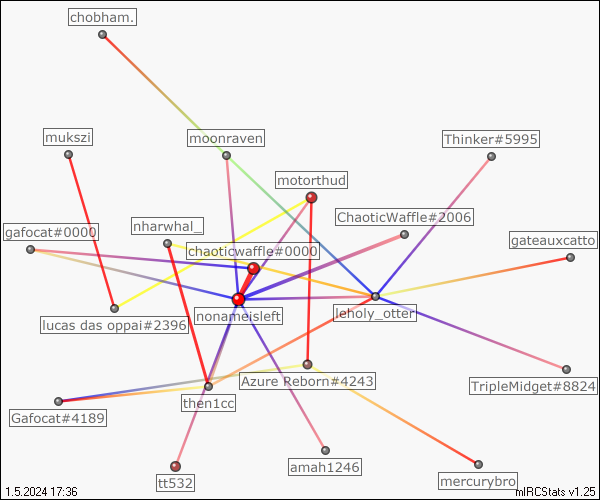 chobham.
mukszi
moonraven
Thinker#5995
motorthud
ChaoticWaffle#2006
gafocat#0000
nharwhal_
chaoticwaffle#0000
gateauxcatto
nonameisleft
leholy_otter
lucas das oppai#2396
Azure Reborn#4243
TripleMidget#8824
then1cc
Gafocat#4189
amah1246
tt532
mercurybro
1.5.2024 17:36
mIRCStats v1.25